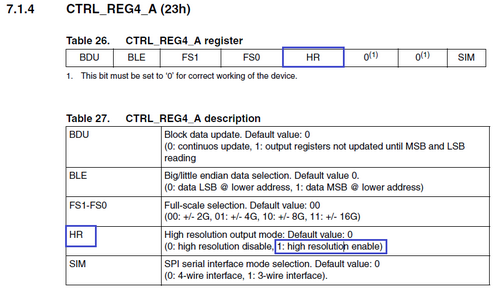 7.1.4 CTRL_REG4_A (23h)
Table 26. CTRL_REG4_A register
BDU BLE FS1 FS0 HR 0(1) 0(1) SIM
1. This bit must be set to ‘0’ for correct working of the device.
Table 27. CTRL_REG4_A description
BDU Block data update. Default value: 0
(0: continuos update, 1: output registers not updated until MSB and LSB
reading
BLE Big/little endian data selection. Default value 0.
(0: data LSB @ lower address, 1: data MSB @ lower address)
FS1-FS0 Full-scale selection. Default value: 00
(00: +/- 2G, 01: +/- 4G, 10: +/- 8G, 11: +/- 16G)
HR High resolution output mode: Default value: 0
(0: high resolution disable, 1: high resolution enable)
SIM SPI serial interface mode selection. Default value: 0
(0: 4-wire interface, 1: 3-wire interface).